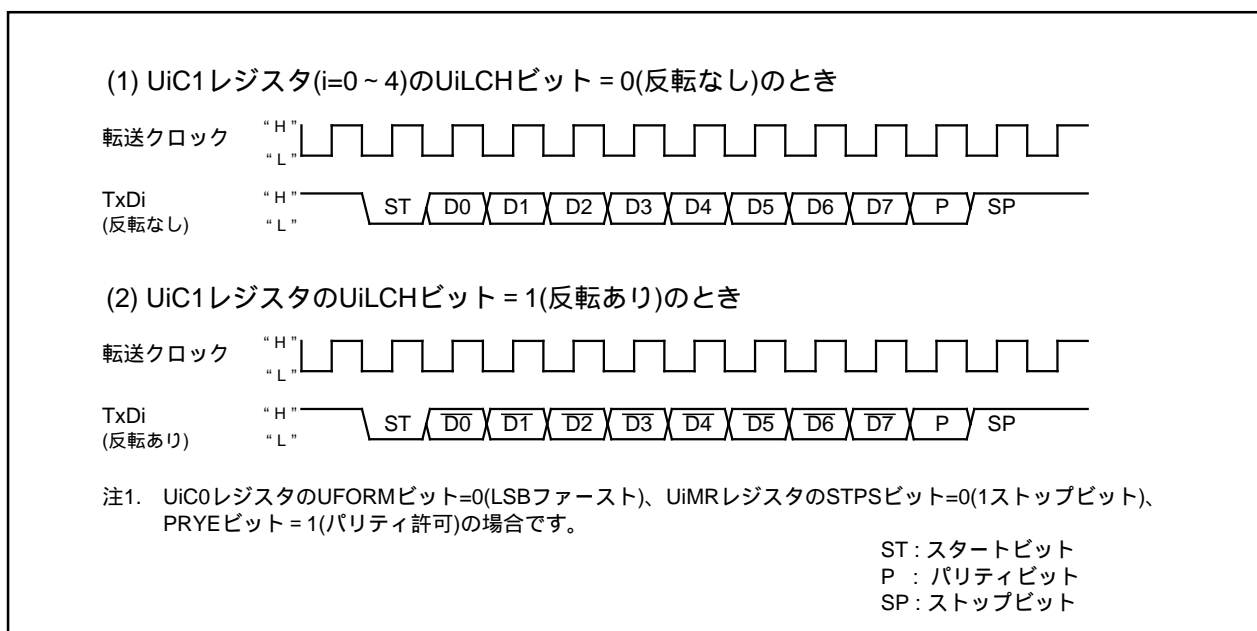 (1) UiC1レジスタ(i=0~4)のUiLCHビット = 0(反転なし)のとき
転送クロック
“H”
“L”
TxDi
(反転なし)
“H”
“L”
ST D0 D1 D2 D3 D4 D5 D6 D7 P SP
(2) UiC1レジスタのUiLCHビット = 1(反転あり)のとき
転送クロック
“H”
“L”
TxDi
(反転あり)
“H”
“L”
ST D̅0̅ D̅1̅ D̅2̅ D̅3̅ D̅4̅ D̅5̅ D̅6̅ D̅7̅ P SP
注1. UiC0レジスタのUFORMビット=0(LSBファースト)、UiMRレジスタのSTPSビット=0(1ストップビット)、
PRYEビット = 1(パリティ許可)の場合です。
ST : スタートビット
P : パリティビット
SP : ストップビット